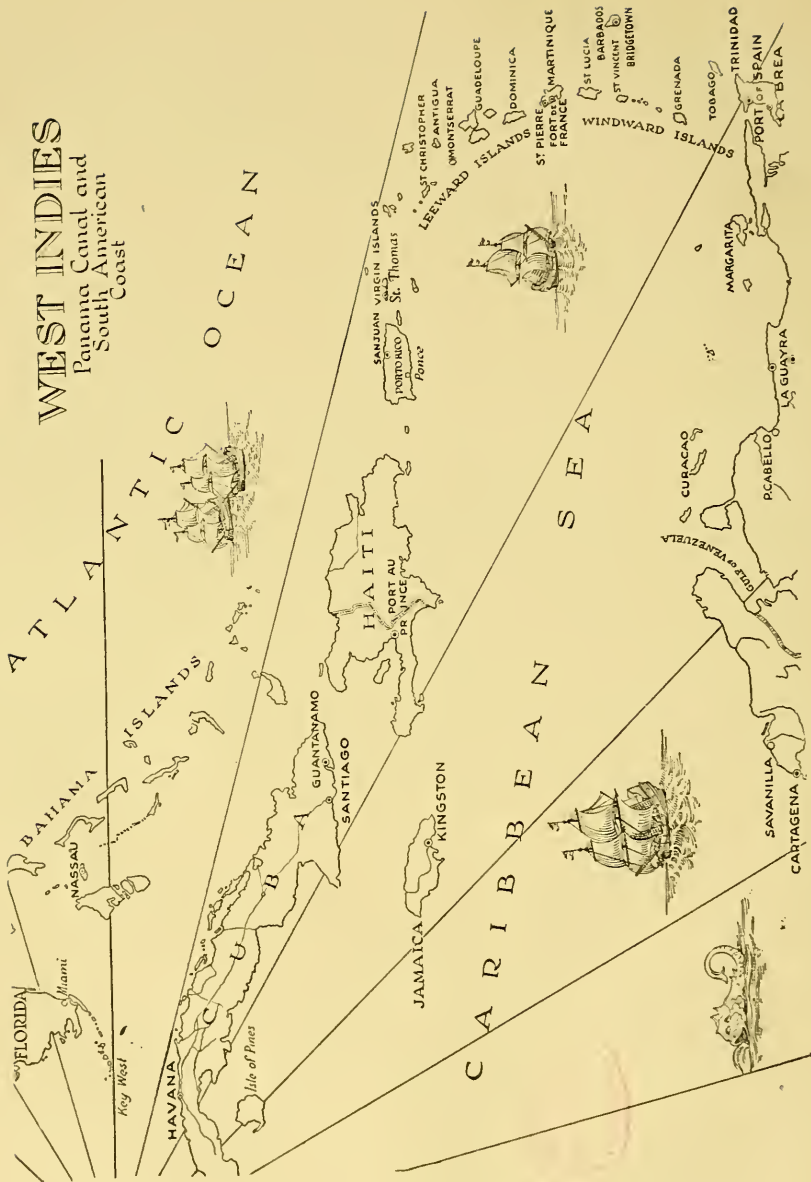 WEST INDIES
Panama Canal and
South American
Coast
ATLANTIC
OCEAN
FLORIDA
Miami
Key West
BAHAMA
ISLANDS
NASSAU
HAVANA
CUBA
Isle of Pines
GUANTANAMO
SANTIAGO
JAMAICA
KINGSTON
HAITI
PORT AU
PRINCE
SANJUAN
VIRGIN ISLANDS
St. Thomas
PORTO RICO
Ponce
ST CHRISTOPHER
ANTIGUA
MONTSERRAT
GUADELOUPE
LEEWARD ISLANDS
DOMINICA
ST PIERRE
MARTINIQUE
FORT DE
FRANCE
ST LUCIA
BARBADOS
ST VINCENT
BRIDGETOWN
WINDWARD ISLANDS
GRENADA
TOBAGO
TRINIDAD
PORT OF SPAIN
LA BREA
CARIBBEAN
SEA
MARGARITA
LA GUAYRA
CURACAO
P.CABELLO
GULF OF VENEZUELA
SAVANILLA
CARTAGENA